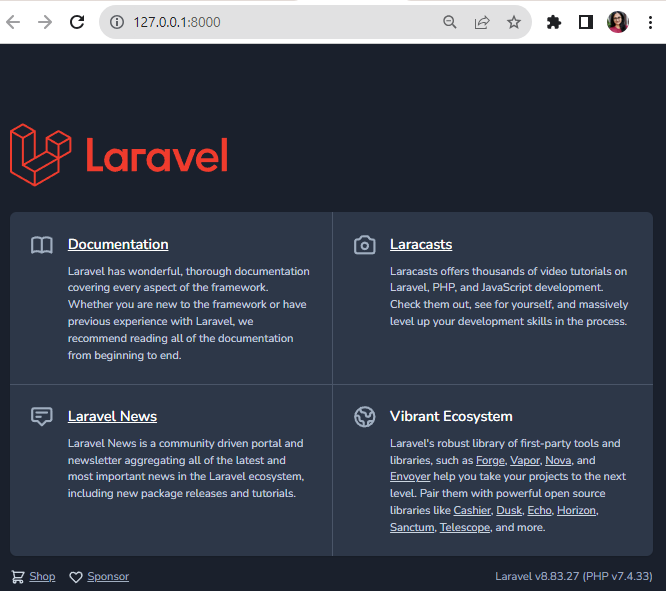 127.0.0.1:8000
Laravel
Documentation
Laravel has wonderful, thorough documentation
covering every aspect of the framework.
Whether you are new to the framework or have
previous experience with Laravel, we
recommend reading all of the documentation
from beginning to end.
Laracasts
Laracasts offers thousands of video tutorials on
Laravel, PHP, and JavaScript development.
Check them out, see for yourself, and massively
level up your development skills in the process.
Laravel News
Laravel News is a community driven portal and
newsletter aggregating all of the latest and
most important news in the Laravel ecosystem,
including new package releases and tutorials.
Vibrant Ecosystem
Laravel's robust library of first-party tools and
libraries, such as Forge, Vapor, Nova, and
Envoyer help you take your projects to the next
level. Pair them with powerful open source
libraries like Cashier, Dusk, Echo, Horizon,
Sanctum, Telescope, and more.
Shop
Sponsor
Laravel v8.83.27 (PHP v7.4.33)